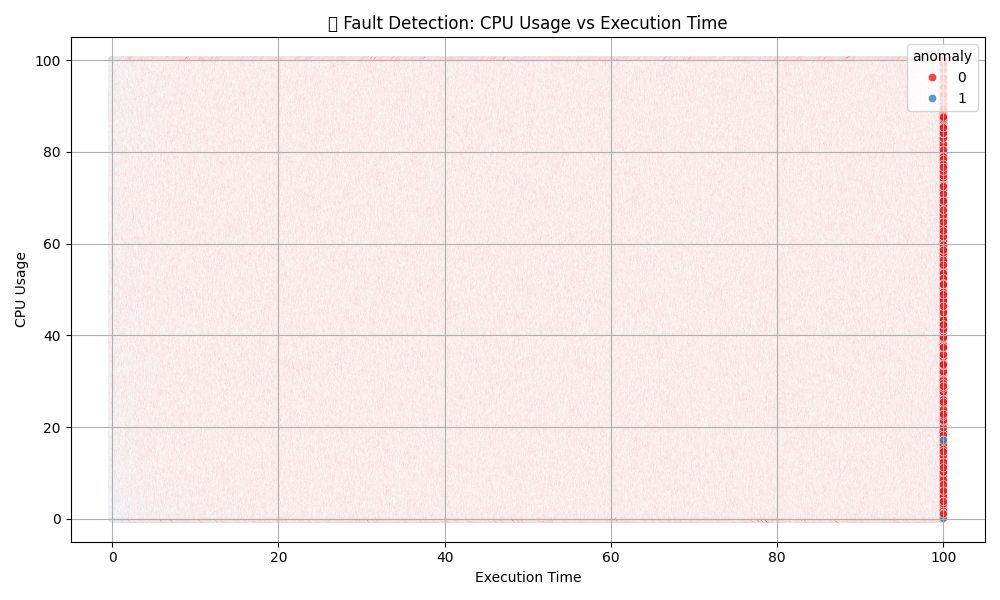 ▯ Fault Detection: CPU Usage vs Execution Time
anomaly
0
1
100
80
60
40
20
0
CPU Usage
0 20 40 60 80 100
Execution Time